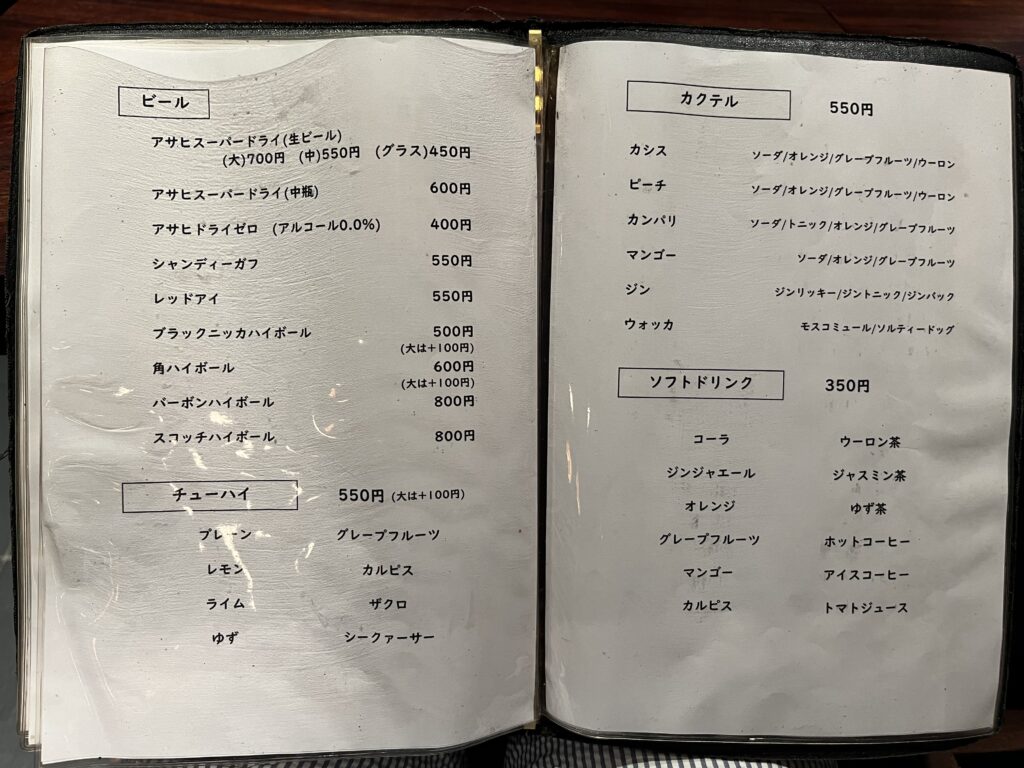 ビール
アサヒスーパードライ(生ビール)
(大)700円 (中)550円 (グラス)450円
アサヒスーパードライ(中瓶) 600円
アサヒドライゼロ (アルコール0.0%) 400円
シャンディーガフ 550円
レッドアイ 550円
ブラックニッカハイボール 500円
(大は+100円)
角ハイボール 600円
(大は+100円)
バーボンハイボール 800円
スコッチハイボール 800円
チューハイ 550円 (大は+100円)
プレーン グレープフルーツ
レモン カルピス
ライム ザクロ
ゆず シークァーサー
カクテル 550円
カシス ソーダ/オレンジ/グレープフルーツ/ウーロン
ピーチ ソーダ/オレンジ/グレープフルーツ/ウーロン
カンパリ ソーダ/トニック/オレンジ/グレープフルーツ
マンゴー ソーダ/オレンジ/グレープフルーツ
ジン ジンリッキー/ジントニック/ジンバック
ウォッカ モスコミュール/ソルティードッグ
ソフトドリンク 350円
コーラ ウーロン茶
ジンジャエール ジャスミン茶
オレンジ ゆず茶
グレープフルーツ ホットコーヒー
マンゴー アイスコーヒー
カルピス トマトジュース